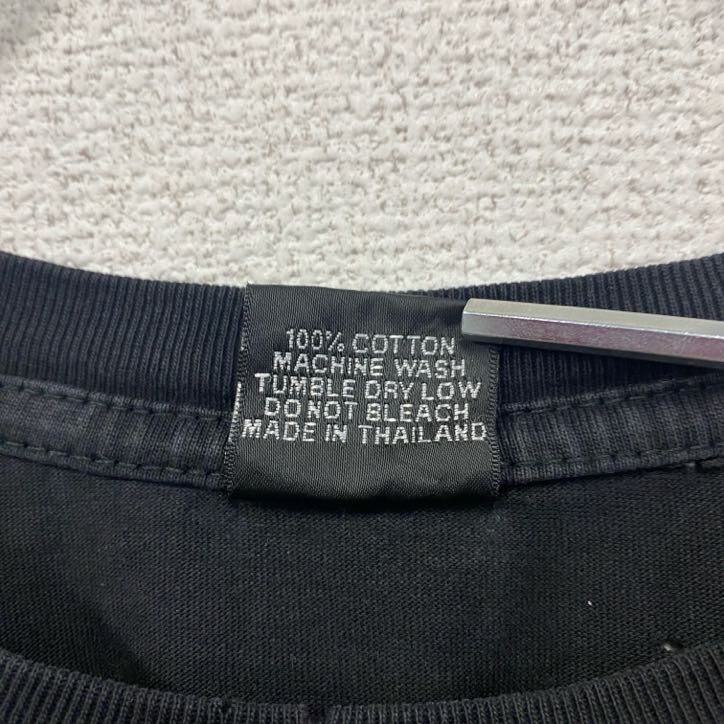 100% COTTON
MACHINE WASH
TUMBLE DRY LOW
DO NOT BLEACH
MADE IN THAILAND